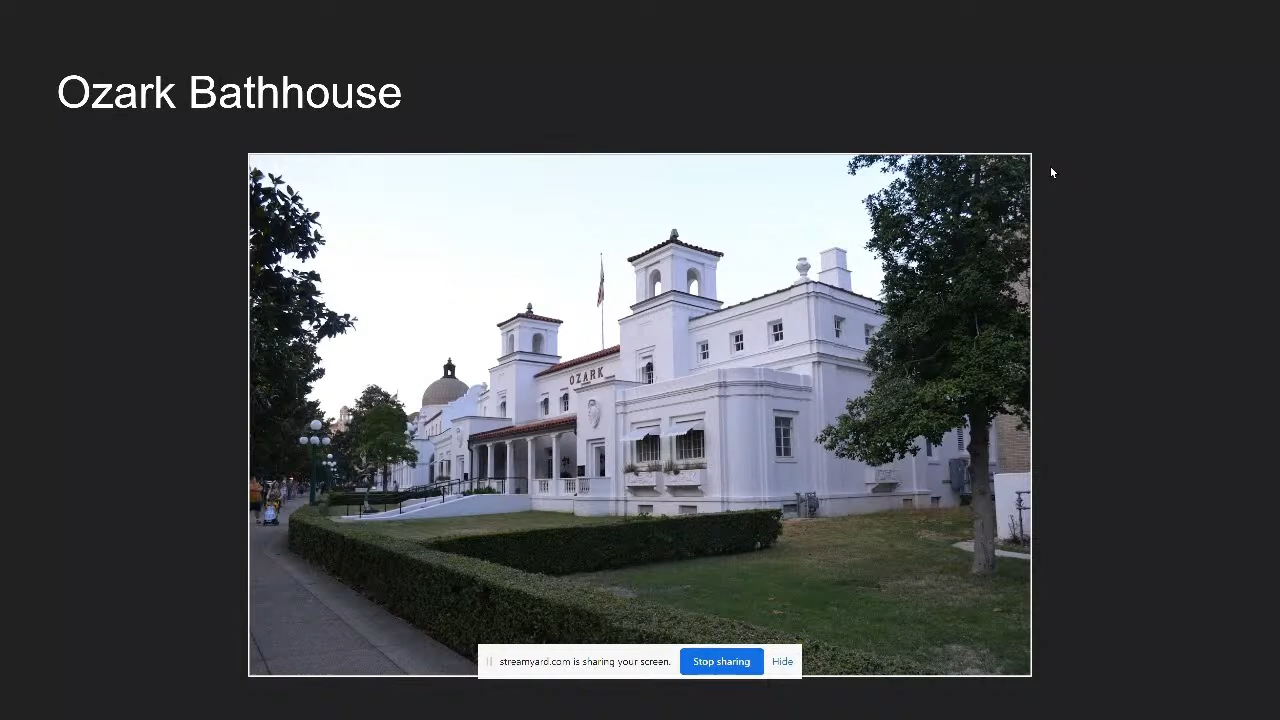 Ozark Bathhouse
OZARK
streamyard.com is sharing your screen.
Stop sharing
Hide